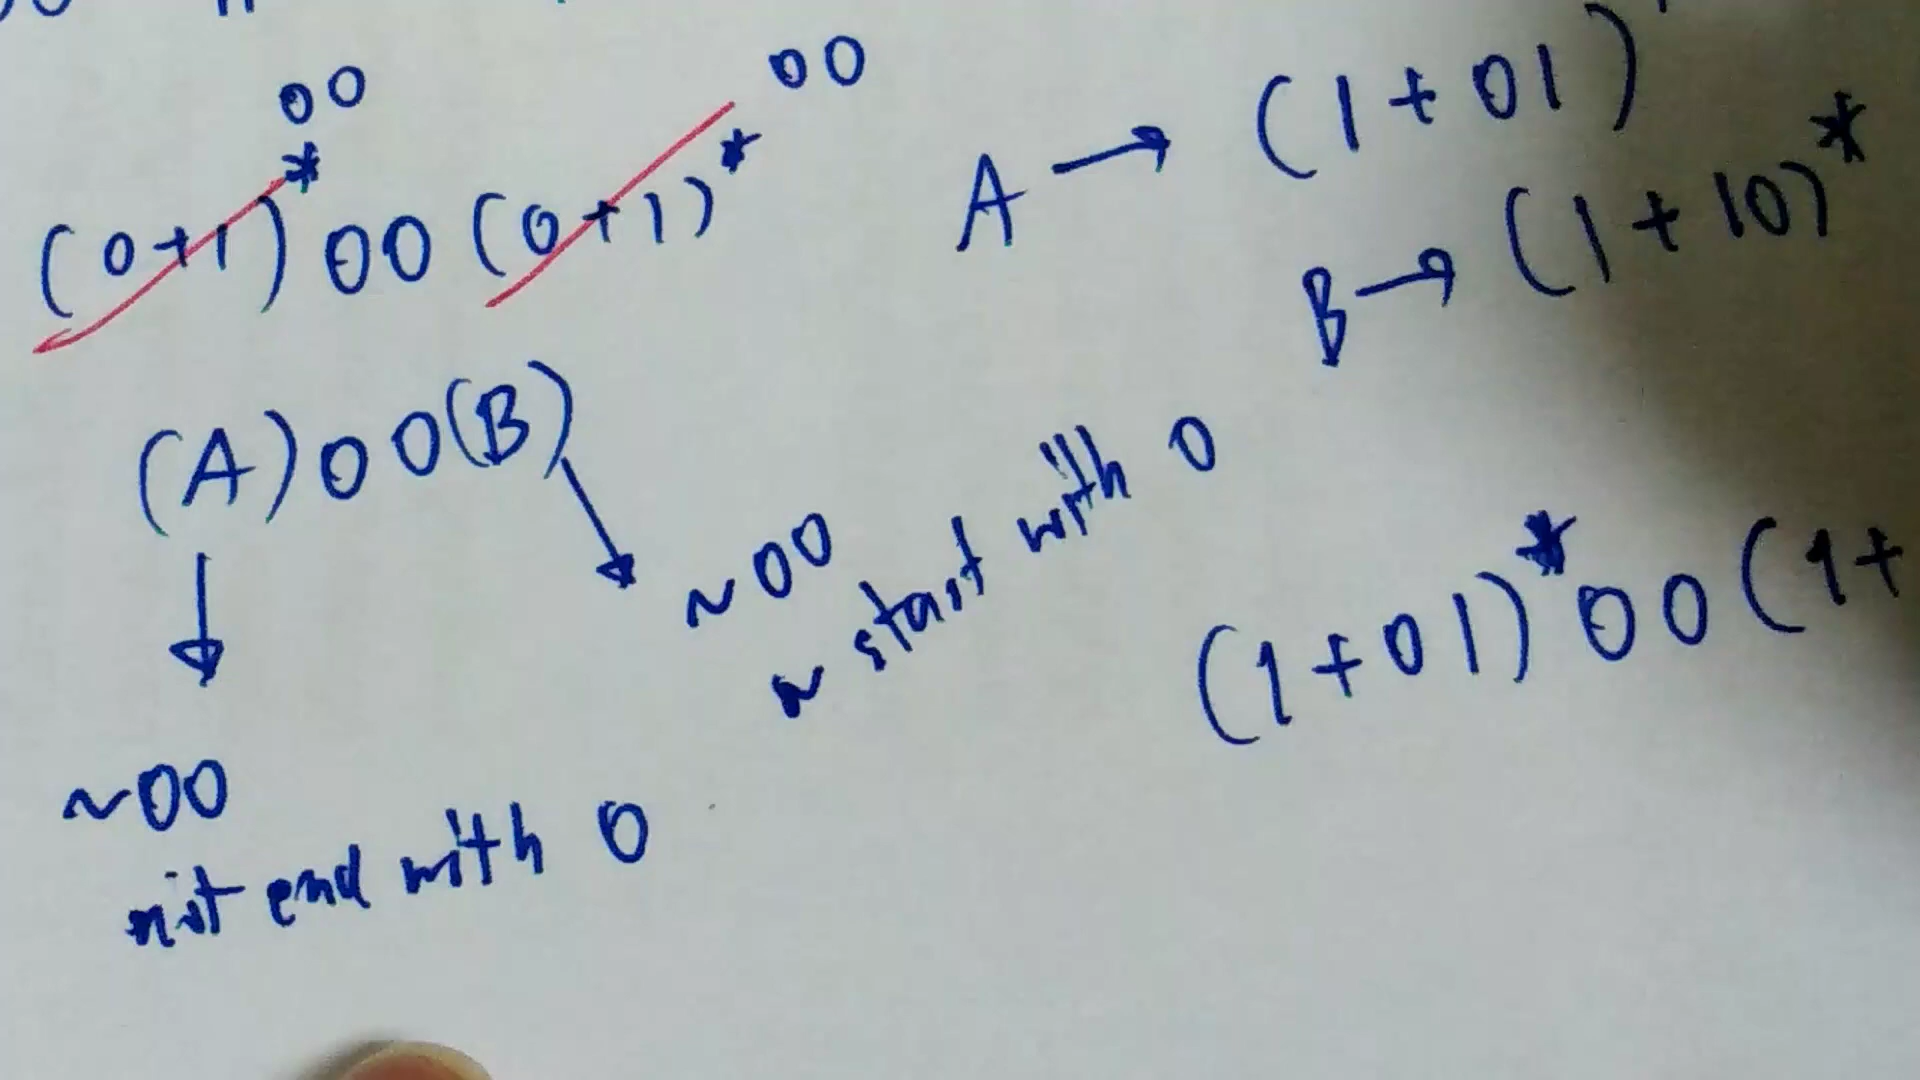 00 00
(0+1)* 00 (0+1)*
A → (1+01)
B → (1+10)*
(A)00(B)
~00
~ start with 0
(1+01)*00(1+
~00
not end with 0